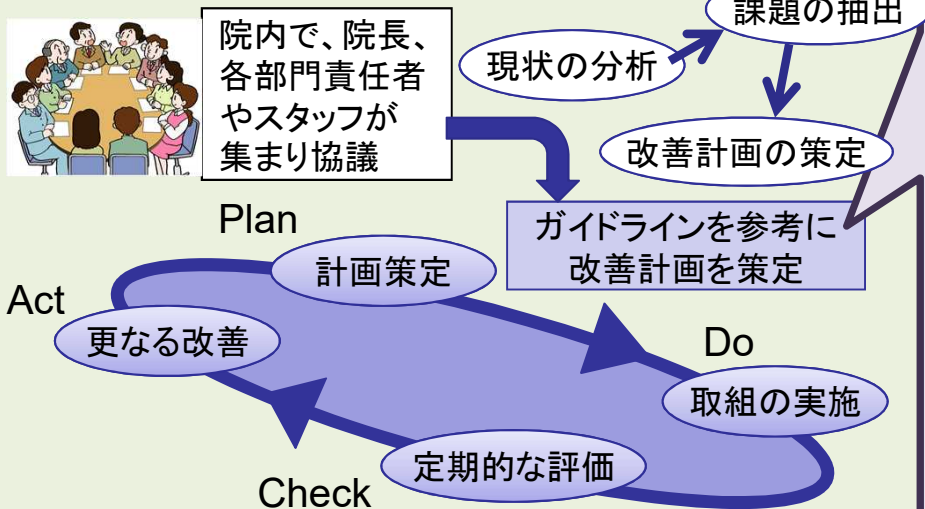 院内で、院長、
各部門責任者
やスタッフが
集まり協議
課題の抽出
現状の分析
改善計画の策定
ガイドラインを参考に
改善計画を策定
Plan
計画策定
Act
更なる改善
Do
取組の実施
定期的な評価
Check